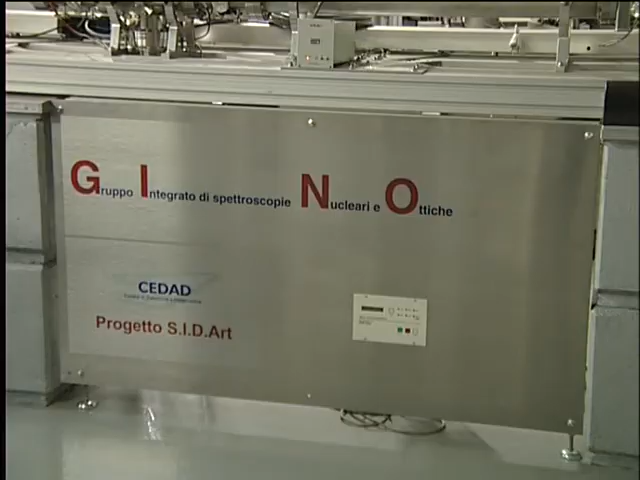 Gruppo Integrato di spettroscopie Nucleari e Ottiche
CEDAD
Progetto S.I.D.Art